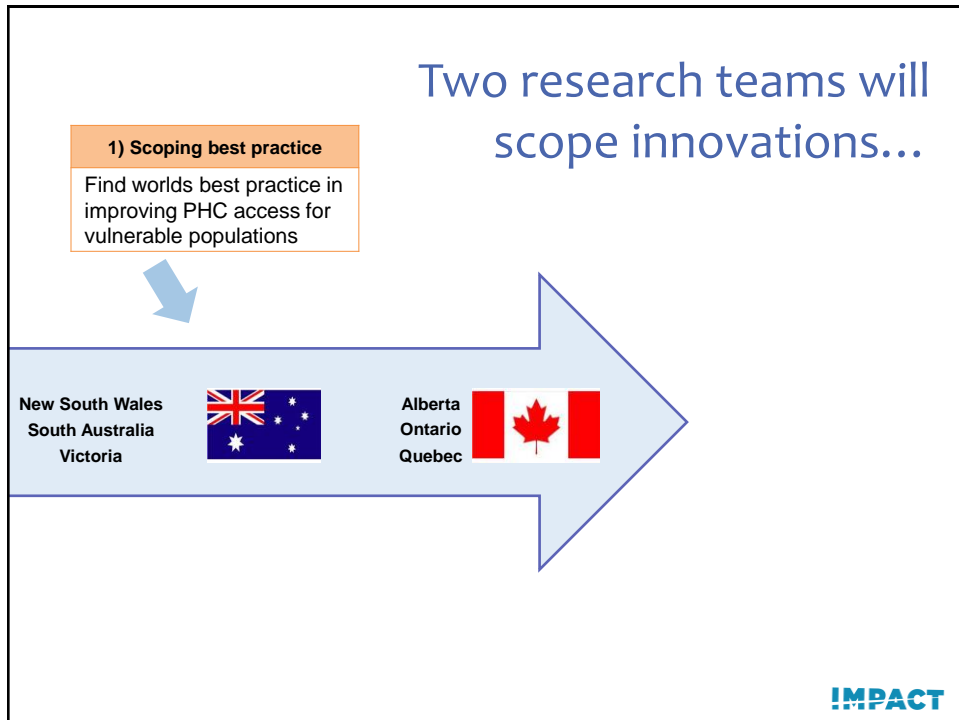 Two research teams will
scope innovations…
1) Scoping best practice
Find worlds best practice in
improving PHC access for
vulnerable populations
New South Wales
South Australia
Victoria
Alberta
Ontario
Quebec
IMPACT